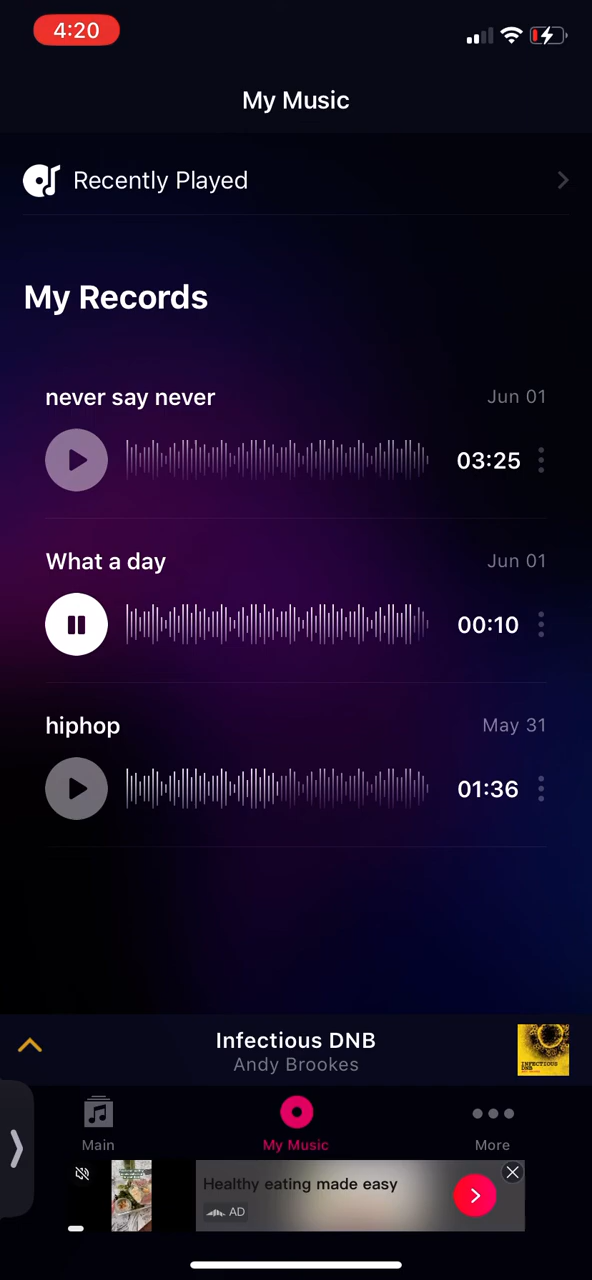 4:20
My Music
Recently Played
My Records
never say never
Jun 01
03:25
What a day
Jun 01
00:10
hiphop
May 31
01:36
Infectious DNB
Andy Brookes
INFECTIOUS
DNB
Main
My Music
More
Healthy eating made easy
AD